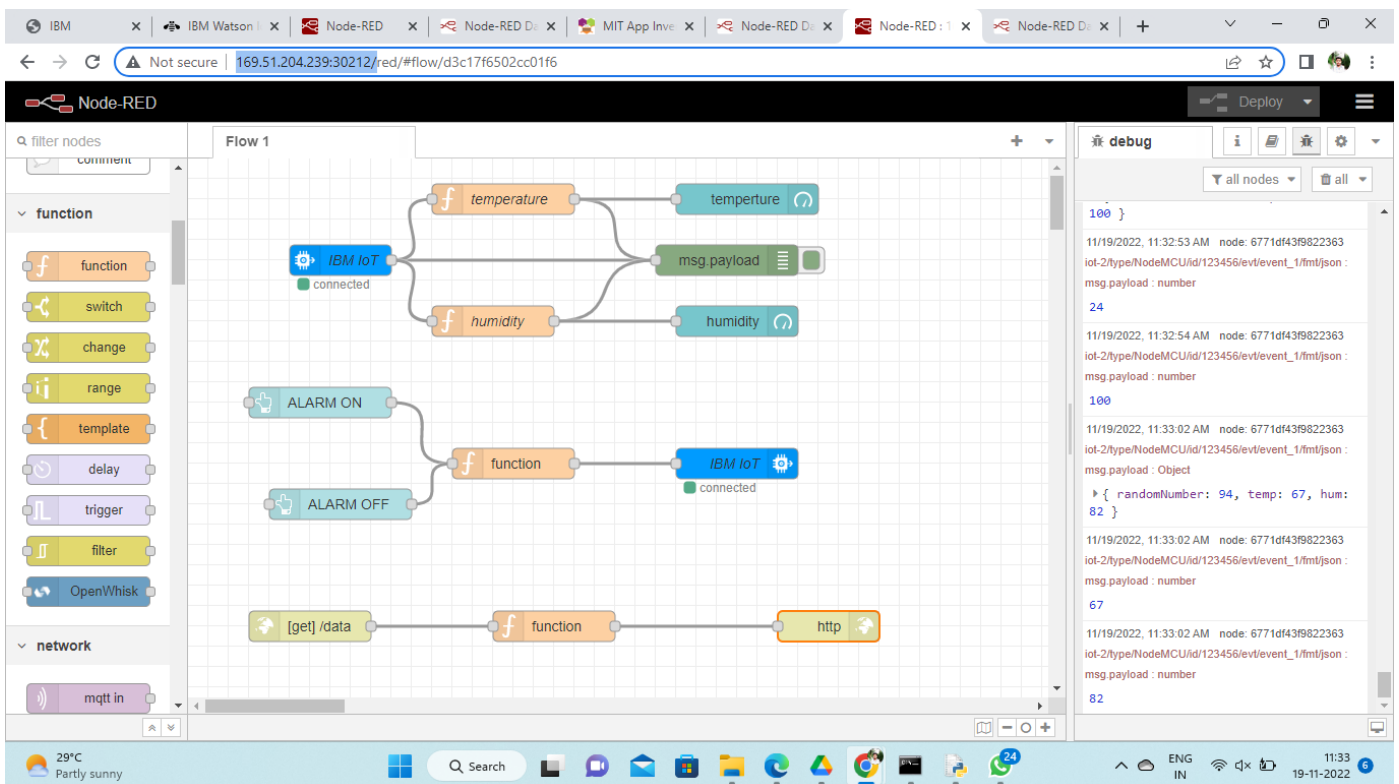 IBM
IBM Watson I
Node-RED
Node-RED Da
MIT App Inve
Node-RED Da
Node-RED : 1
Node-RED Da
Not secure
169.51.204.239:30212/red/#flow/d3c17f6502cc01f6
Node-RED
Deploy
filter nodes
comment
function
function
switch
change
range
template
delay
trigger
filter
OpenWhisk
network
mqtt in
Flow 1
temperature
temperture
IBM IoT
connected
msg.payload
humidity
humidity
ALARM ON
function
IBM IoT
connected
ALARM OFF
[get] /data
function
http
debug
i
all nodes
all
100 }
11/19/2022, 11:32:53 AM node: 6771df43f9822363
iot-2/type/NodeMCU/id/123456/evt/event_1/fmt/json :
msg.payload : number
24
11/19/2022, 11:32:54 AM node: 6771df43f9822363
iot-2/type/NodeMCU/id/123456/evt/event_1/fmt/json :
msg.payload : number
100
11/19/2022, 11:33:02 AM node: 6771df43f9822363
iot-2/type/NodeMCU/id/123456/evt/event_1/fmt/json :
msg.payload : Object
{ randomNumber: 94, temp: 67, hum:
82 }
11/19/2022, 11:33:02 AM node: 6771df43f9822363
iot-2/type/NodeMCU/id/123456/evt/event_1/fmt/json :
msg.payload : number
67
11/19/2022, 11:33:02 AM node: 6771df43f9822363
iot-2/type/NodeMCU/id/123456/evt/event_1/fmt/json :
msg.payload : number
82
29°C
Partly sunny
Search
24
ENG
IN
11:33
19-11-2022
6